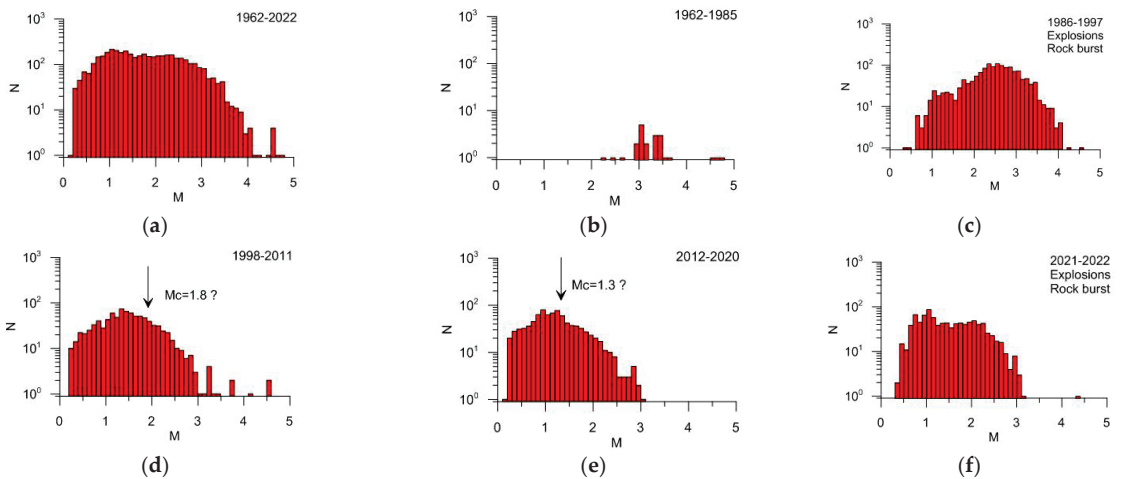 10³
10²
10¹
10⁰
N
1962-2022
0 1 2 3 4 5
M
(a)
10³
10²
10¹
10⁰
N
1962-1985
0 1 2 3 4 5
M
(b)
10³
10²
10¹
10⁰
N
1986-1997
Explosions
Rock burst
0 1 2 3 4 5
M
(c)
10³
10²
10¹
10⁰
N
1998-2011
Mc=1.8 ?
0 1 2 3 4 5
M
(d)
10³
10²
10¹
10⁰
N
2012-2020
Mc=1.3 ?
0 1 2 3 4 5
M
(e)
10³
10²
10¹
10⁰
N
2021-2022
Explosions
Rock burst
0 1 2 3 4 5
M
(f)